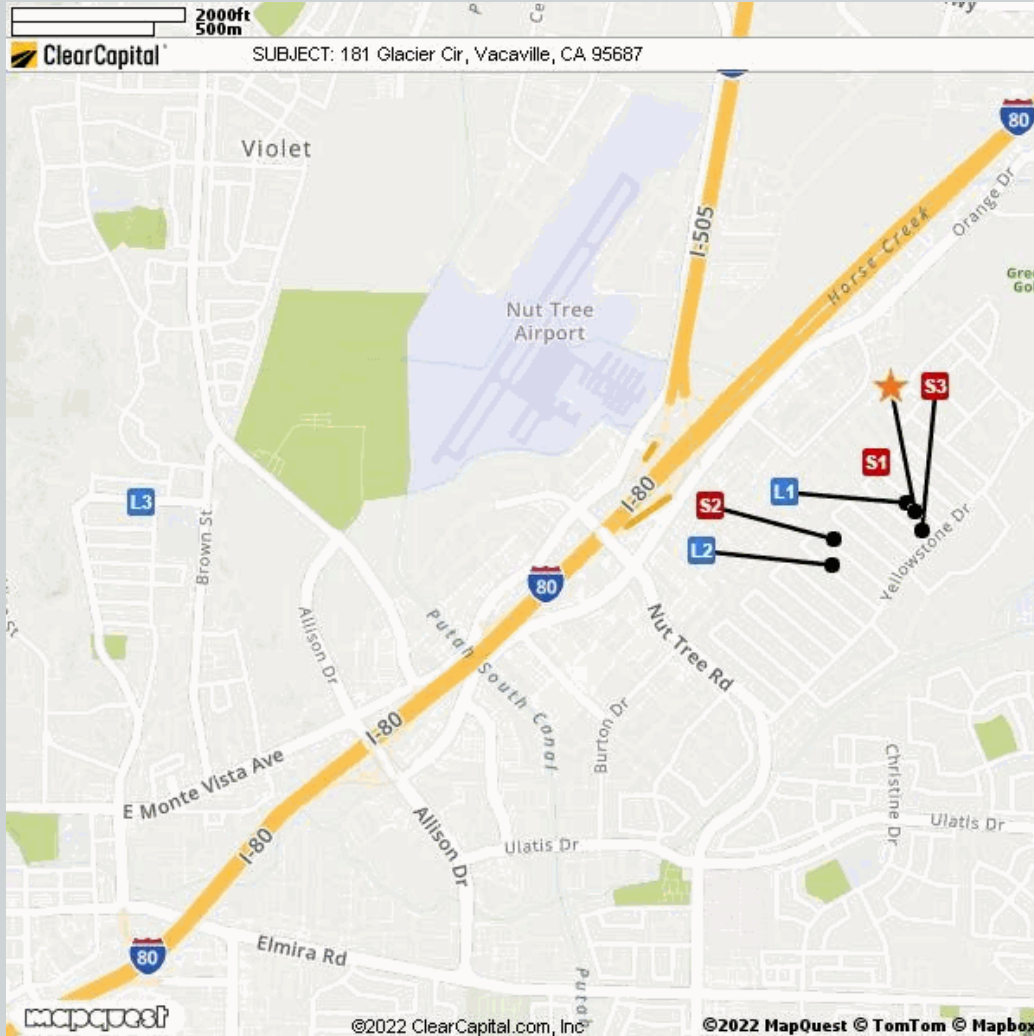 2000ft
500m
ClearCapital
SUBJECT: 181 Glacier Cir, Vacaville, CA 95687
80
Violet
I-505
Horse Creek
Orange Dr
Nut Tree
Airport
S3
S1
L1
S2
L2
L3
I-80
Brown St
Yellowstone Dr
80
Allison Dr
Putah South Canal
Nut Tree Rd
I-80
Burton Dr
E Monte Vista Ave
Christine Dr
Allison Dr
Ulatis Dr
Ulatis Dr
I-80
Elmira Rd
80
mapquest
©2022 ClearCapital.com, Inc
©2022 MapQuest © TomTom © Mapbo